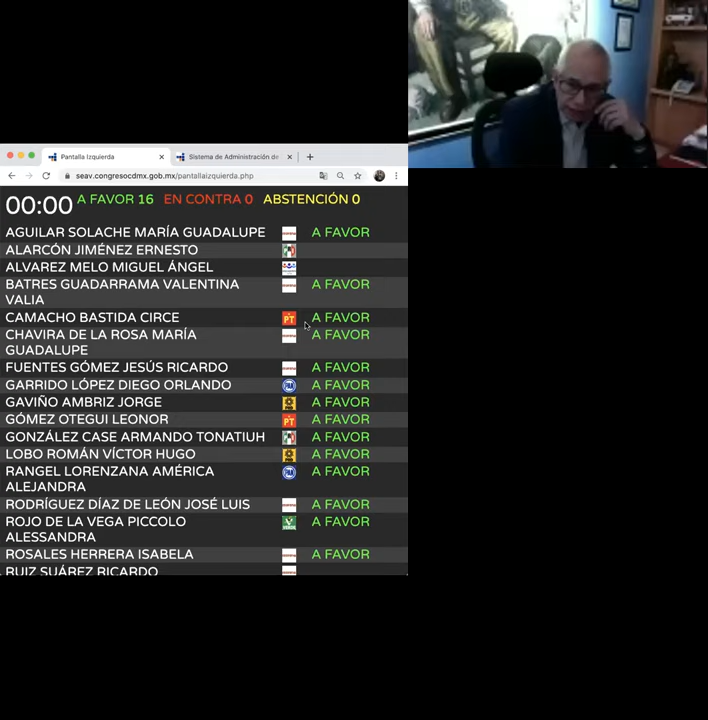 Pantalla Izquierda
Sistema de Administración de
seav.congresocdmx.gob.mx/pantallaizquierda.php
00:00 A FAVOR 16 EN CONTRA 0 ABSTENCIÓN 0
AGUILAR SOLACHE MARÍA GUADALUPE A FAVOR
ALARCÓN JIMÉNEZ ERNESTO
ALVAREZ MELO MIGUEL ÁNGEL
BATRES GUADARRAMA VALENTINA A FAVOR
VALIA
CAMACHO BASTIDA CIRCE PT A FAVOR
CHAVIRA DE LA ROSA MARÍA A FAVOR
GUADALUPE
FUENTES GÓMEZ JESÚS RICARDO A FAVOR
GARRIDO LÓPEZ DIEGO ORLANDO PAN A FAVOR
GAVIÑO AMBRIZ JORGE A FAVOR
GÓMEZ OTEGUI LEONOR PT A FAVOR
GONZÁLEZ CASE ARMANDO TONATIUH A FAVOR
LOBO ROMÁN VÍCTOR HUGO A FAVOR
RANGEL LORENZANA AMÉRICA PAN A FAVOR
ALEJANDRA
RODRÍGUEZ DÍAZ DE LEÓN JOSÉ LUIS A FAVOR
ROJO DE LA VEGA PICCOLO A FAVOR
ALESSANDRA
ROSALES HERRERA ISABELA A FAVOR
RUIZ SUÁREZ RICARDO